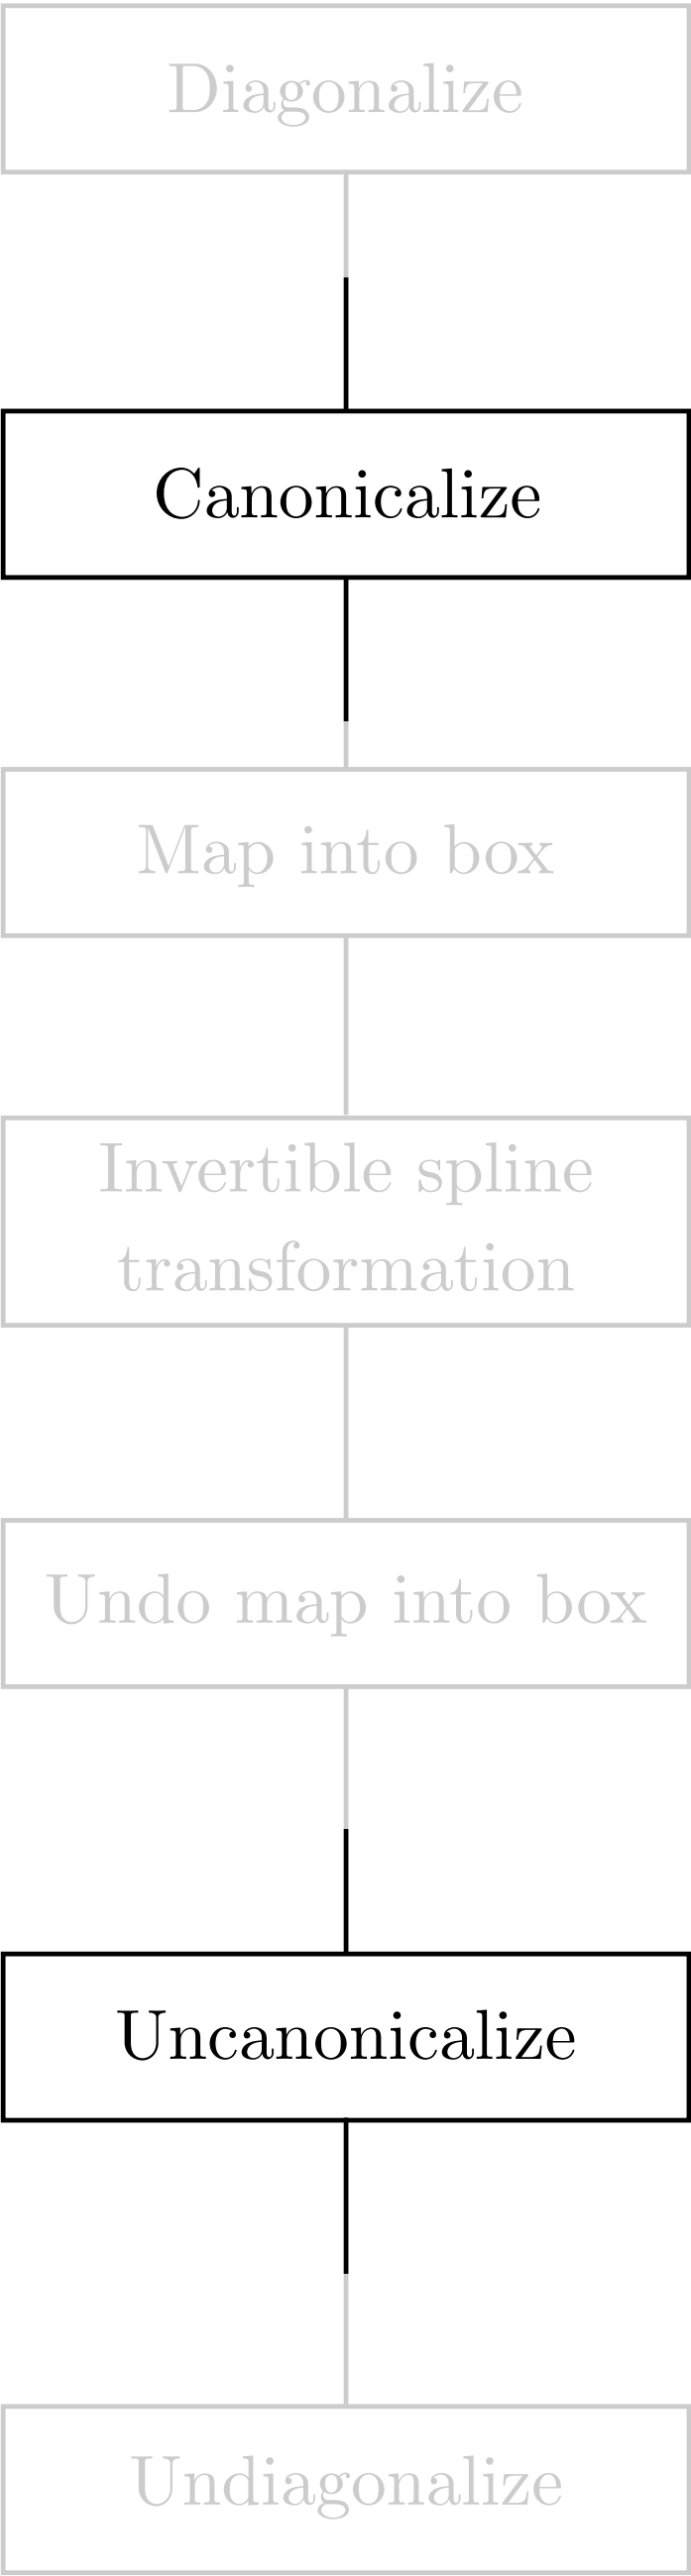 Diagonalize
Canonicalize
Map into box
Invertible spline
transformation
Undo map into box
Uncanonicalize
Undiagonalize